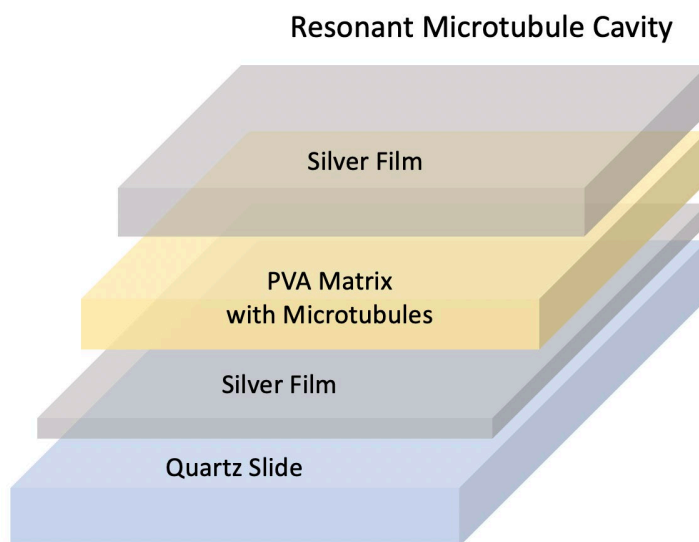 Resonant Microtubule Cavity
Silver Film
PVA Matrix
with Microtubules
Silver Film
Quartz Slide